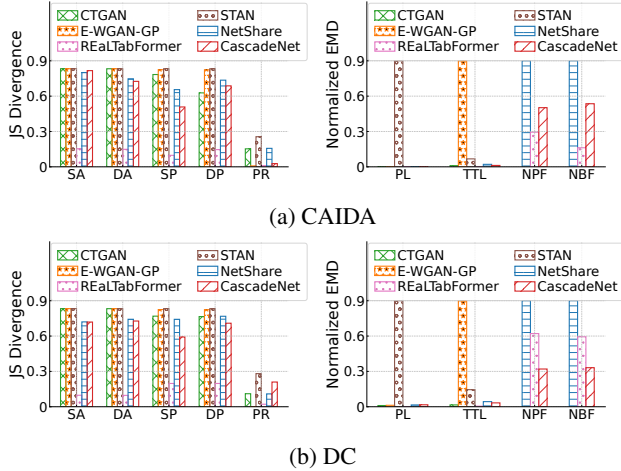 CTGAN STAN
E-WGAN-GP NetShare
REaLTabFormer CascadeNet
JS Divergence
0.9
0.6
0.3
0
SA DA SP DP PR
CTGAN STAN
E-WGAN-GP NetShare
REaLTabFormer CascadeNet
Normalized EMD
0.9
0.6
0.3
0.0
PL TTL NPF NBF
(a) CAIDA
CTGAN STAN
E-WGAN-GP NetShare
REaLTabFormer CascadeNet
JS Divergence
0.9
0.6
0.3
0
SA DA SP DP PR
CTGAN STAN
E-WGAN-GP NetShare
REaLTabFormer CascadeNet
Normalized EMD
0.9
0.6
0.3
0
PL TTL NPF NBF
(b) DC